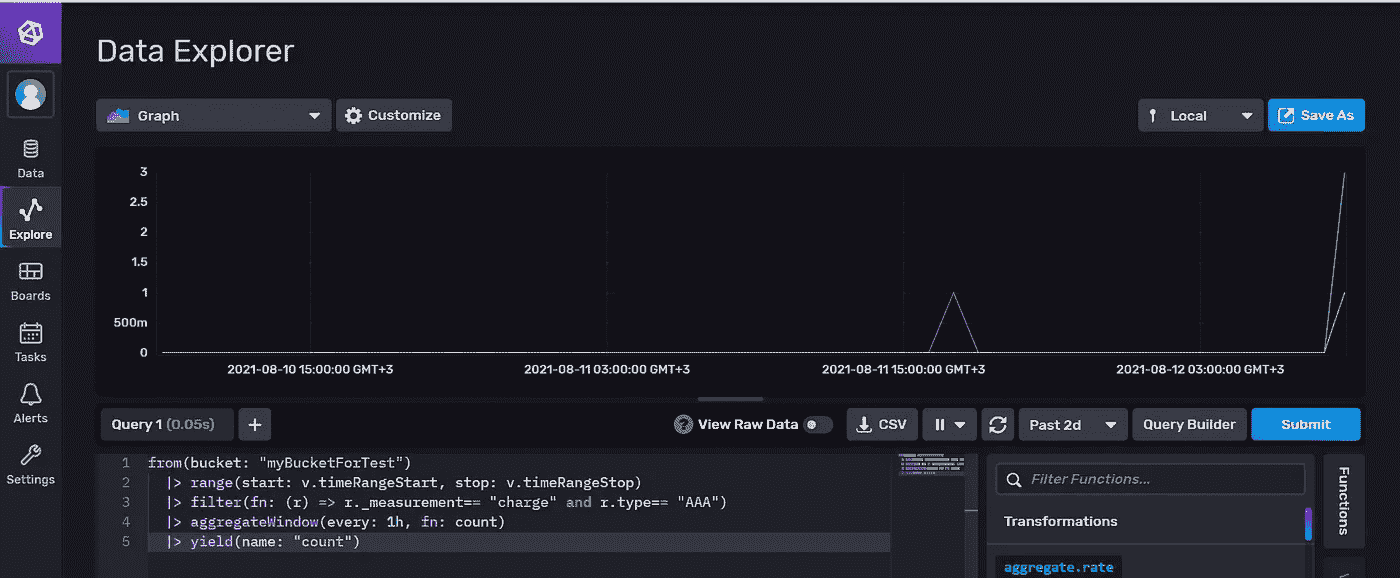 Data Explorer
Graph
Customize
Local
Save As
Data
Explore
Boards
Tasks
Alerts
Settings
3
2.5
2
1.5
1
500m
0
2021-08-10 15:00:00 GMT+3
2021-08-11 03:00:00 GMT+3
2021-08-11 15:00:00 GMT+3
2021-08-12 03:00:00 GMT+3
Query 1 (0.05s)
+
View Raw Data
CSV
Past 2d
Query Builder
Submit
1 from(bucket: "myBucketForTest")
2 |> range(start: v.timeRangeStart, stop: v.timeRangeStop)
3 |> filter(fn: (r) => r._measurement== "charge" and r.type== "AAA")
4 |> aggregateWindow(every: 1h, fn: count)
5 |> yield(name: "count")
Filter Functions...
Transformations
aggregate.rate
Functions